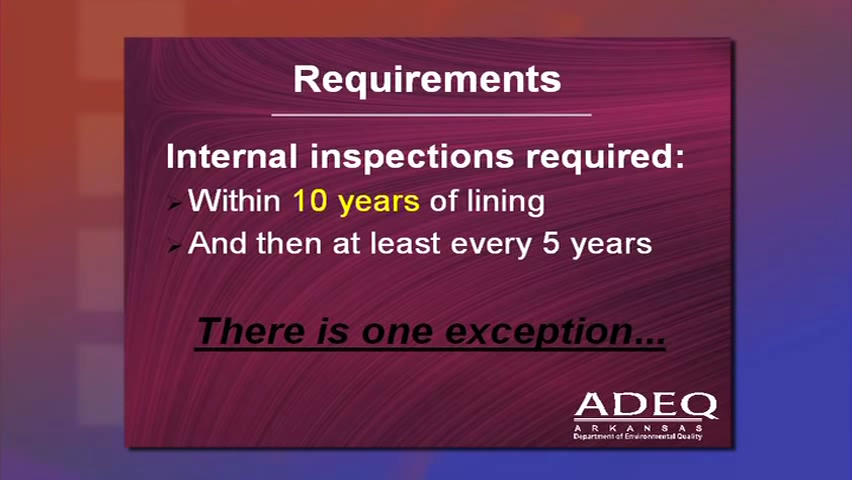 Requirements
Internal inspections required:
Within 10 years of lining
And then at least every 5 years
There is one exception...
ADEQ
ARKANSAS
Department of Environmental Quality